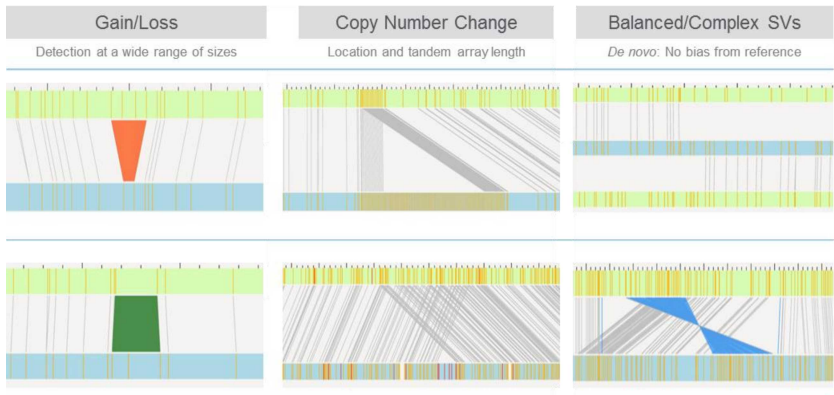 Gain/Loss
Detection at a wide range of sizes
Copy Number Change
Location and tandem array length
Balanced/Complex SVs
De novo: No bias from reference